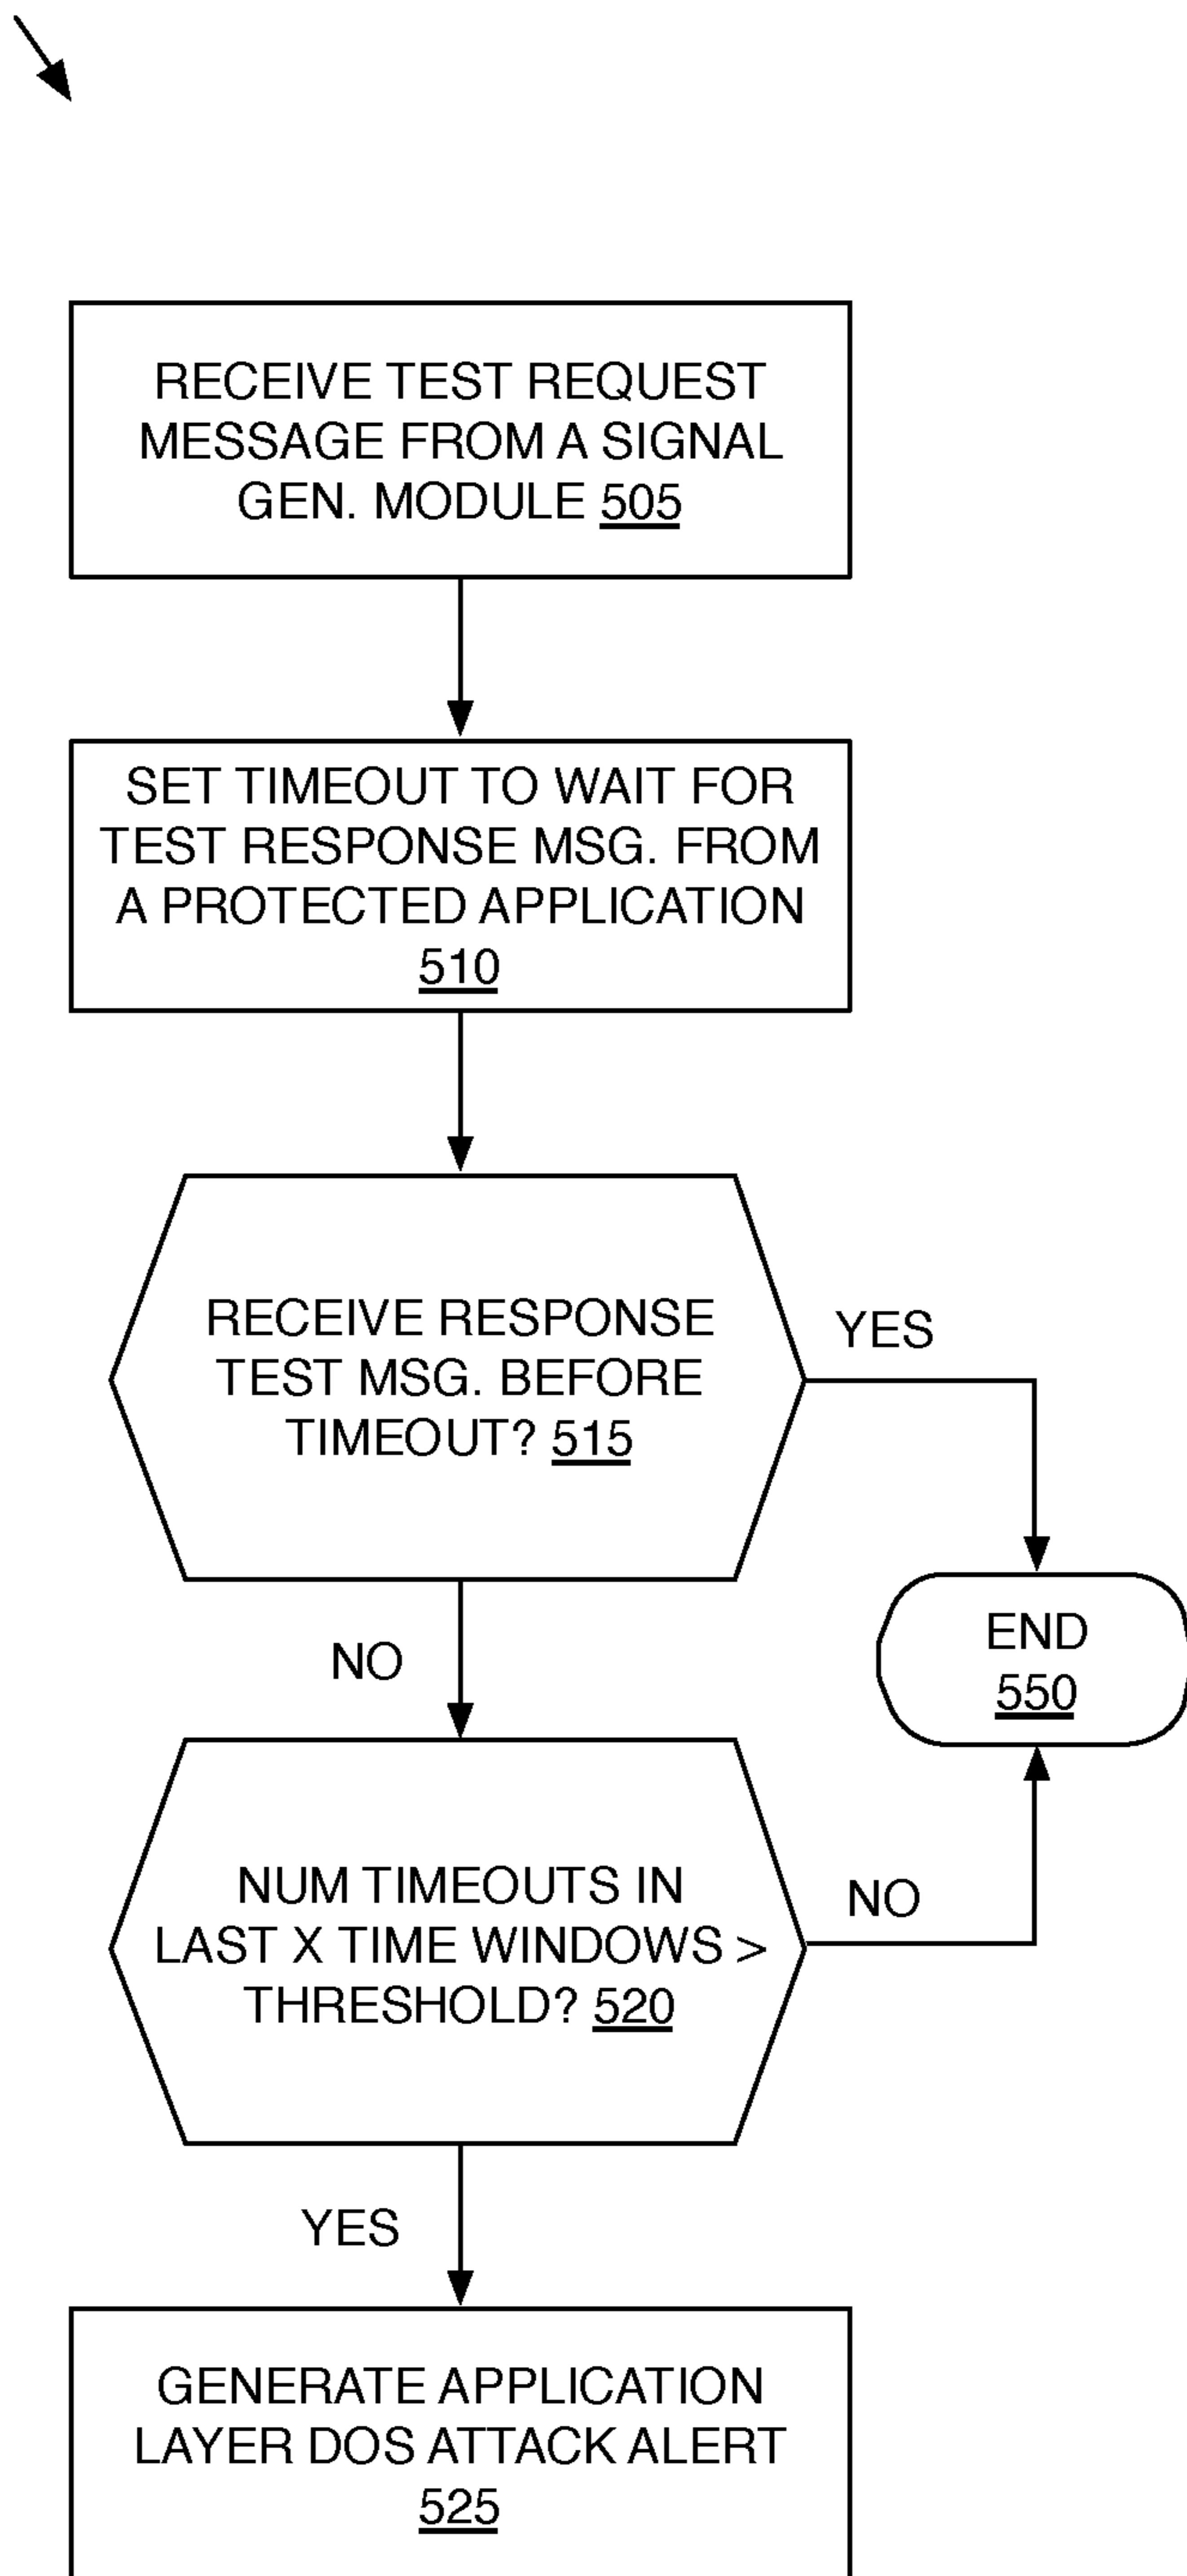 RECEIVE TEST REQUEST
MESSAGE FROM A SIGNAL
GEN. MODULE 505
SET TIMEOUT TO WAIT FOR
TEST RESPONSE MSG. FROM
A PROTECTED APPLICATION
510
RECEIVE RESPONSE
TEST MSG. BEFORE
TIMEOUT? 515
YES
NO
END
550
NUM TIMEOUTS IN
LAST X TIME WINDOWS >
THRESHOLD? 520
NO
YES
GENERATE APPLICATION
LAYER DOS ATTACK ALERT
525